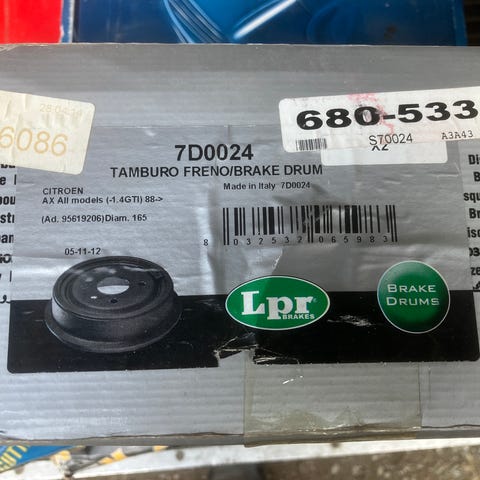 28-04-
6086
680-533
S70024 A3A43
X2
7D0024
TAMBURO FRENO/BRAKE DRUM
Made in Italy 7D0024
CITROEN
AX All models (-1.4GTI) 88->
(Ad. 95619206)Diam. 165
8 032532 065983
05-11-12
Lpr
BRAKES
BRAKE
DRUMS